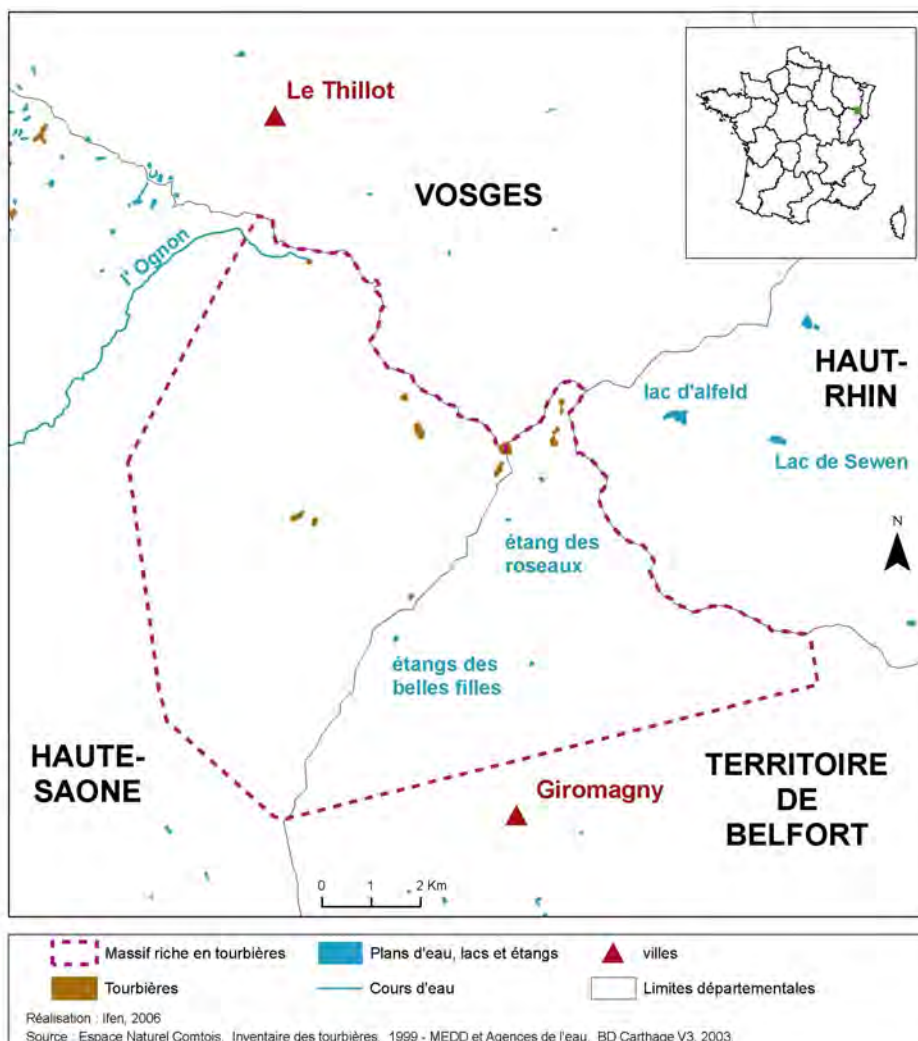 Le Thillot
VOSGES
l' Ognon
HAUT-
RHIN
lac d'alfeld
Lac de Sewen
N
étang des
roseaux
étangs des
belles filles
HAUTE-
SAONE
TERRITOIRE
DE
BELFORT
Giromagny
0 1 2 Km
Massif riche en tourbières
Plans d'eau, lacs et étangs
villes
Tourbières
Cours d'eau
Limites départementales
Réalisation : Ifen, 2006
Source : Espace Naturel Comtois, Inventaire des tourbières, 1999 - MEDD et Agences de l'eau, BD Carthage V3, 2003